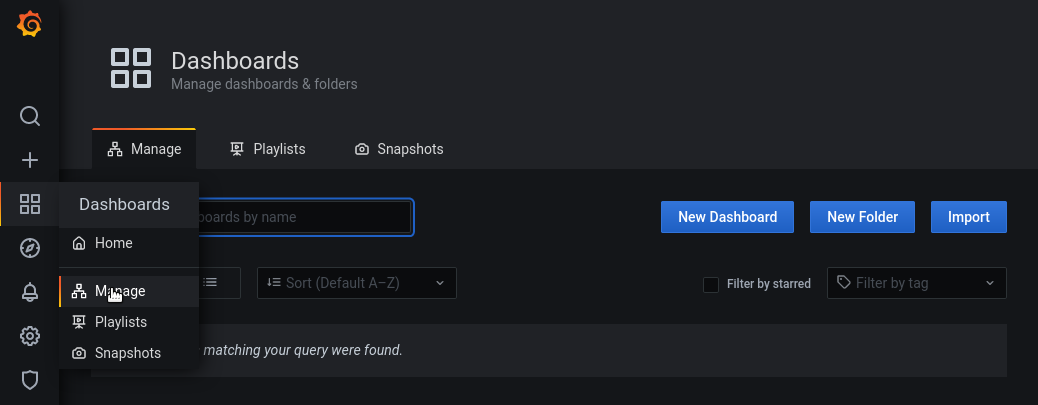 Dashboards
Manage dashboards & folders
Manage Playlists Snapshots
Dashboards
Home
Manage
Playlists
Snapshots
by name
New Dashboard New Folder Import
Sort (Default A–Z)
Filter by starred
Filter by tag
matching your query were found.